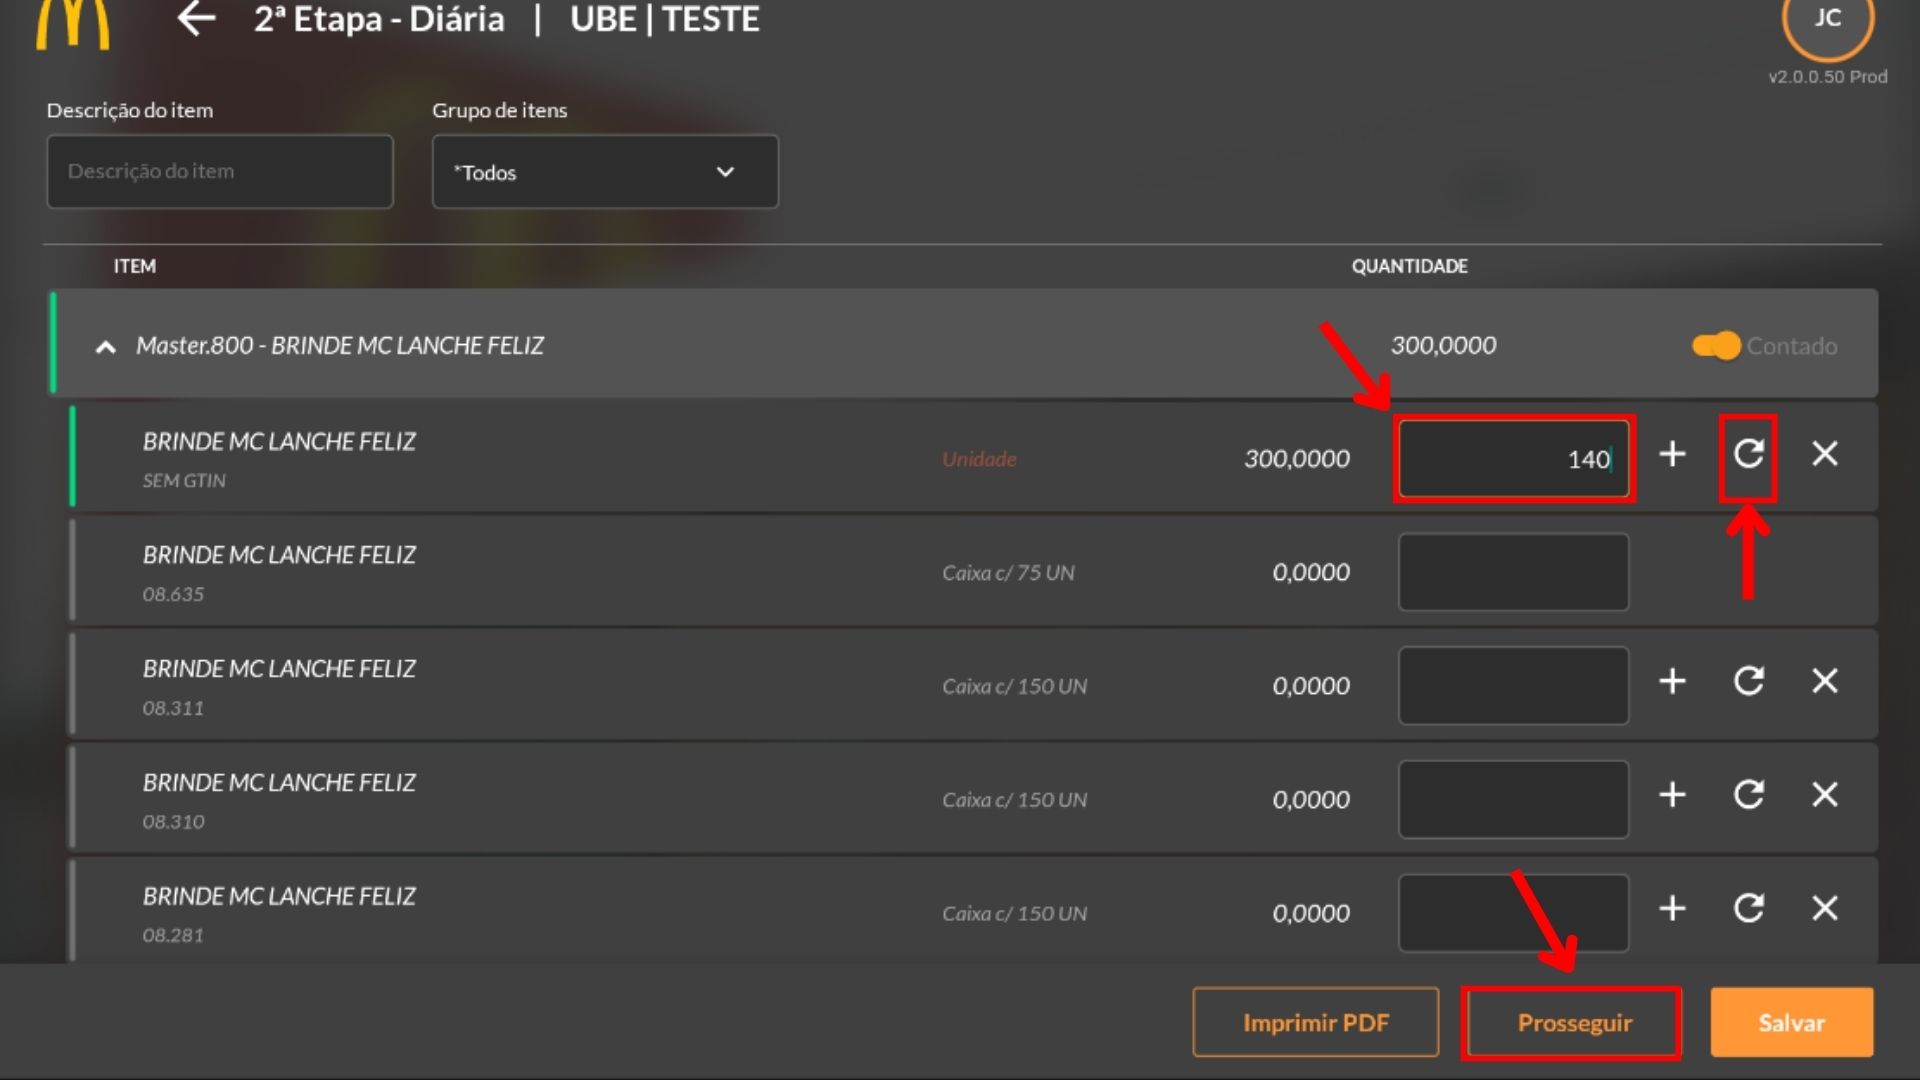 2ª Etapa - Diária | UBE | TESTE
JC
v2.0.0.50 Prod
Descrição do item
Grupo de itens
Descrição do item
*Todos
ITEM
QUANTIDADE
Master.800 - BRINDE MC LANCHE FELIZ
300,0000
Contado
BRINDE MC LANCHE FELIZ
SEM GTIN
Unidade
300,0000
140
BRINDE MC LANCHE FELIZ
08.635
Caixa c/ 75 UN
0,0000
BRINDE MC LANCHE FELIZ
08.311
Caixa c/ 150 UN
0,0000
BRINDE MC LANCHE FELIZ
08.310
Caixa c/ 150 UN
0,0000
BRINDE MC LANCHE FELIZ
08.281
Caixa c/ 150 UN
0,0000
Imprimir PDF
Prosseguir
Salvar